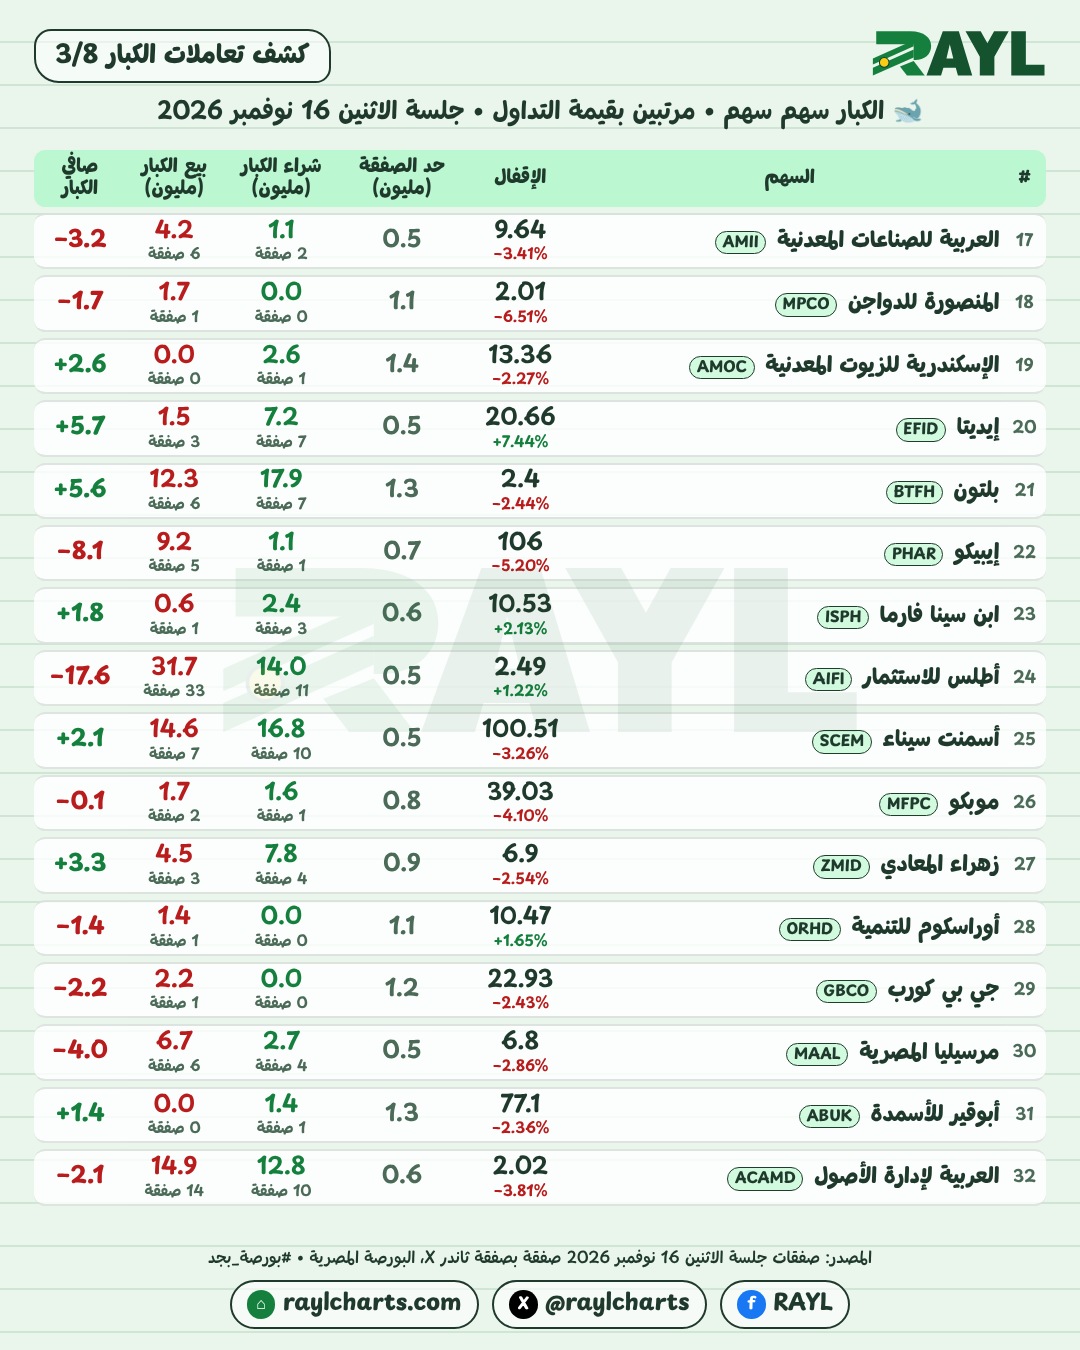 كشف تعاملات الكبار 3/8
RAYL
الكبار سهم سهم • مرتبين بقيمة التداول • جلسة الاثنين 16 نوفمبر 2026
# السهم الإقفال حد الصفقة (مليون) شراء الكبار (مليون) بيع الكبار (مليون) صافي الكبار
17 العربية للصناعات المعدنية AMII 9.64 −3.41% 0.5 1.1 2 صفقة 4.2 6 صفقة −3.2
18 المنصورة للدواجن MPCO 2.01 −6.51% 1.1 0.0 0 صفقة 1.7 1 صفقة −1.7
19 الإسكندرية للزيوت المعدنية AMOC 13.36 −2.27% 1.4 2.6 1 صفقة 0.0 0 صفقة +2.6
20 إيديتا EFID 20.66 +7.44% 0.5 7.2 7 صفقة 1.5 3 صفقة +5.7
21 بلتون BTFH 2.4 −2.44% 1.3 17.9 7 صفقة 12.3 6 صفقة +5.6
22 إيبيكو PHAR 106 −5.20% 0.7 1.1 1 صفقة 9.2 5 صفقة −8.1
23 ابن سينا فارما ISPH 10.53 +2.13% 0.6 2.4 3 صفقة 0.6 1 صفقة +1.8
24 أطلس للاستثمار AIFI 2.49 +1.22% 0.5 14.0 11 صفقة 31.7 33 صفقة −17.6
25 أسمنت سيناء SCEM 100.51 −3.26% 0.5 16.8 10 صفقة 14.6 7 صفقة +2.1
26 موبكو MFPC 39.03 −4.10% 0.8 1.6 1 صفقة 1.7 2 صفقة −0.1
27 زهراء المعادي ZMID 6.9 −2.54% 0.9 7.8 4 صفقة 4.5 3 صفقة +3.3
28 أوراسكوم للتنمية ORHD 10.47 +1.65% 1.1 0.0 0 صفقة 1.4 1 صفقة −1.4
29 جي بي كورب GBCO 22.93 −2.43% 1.2 0.0 0 صفقة 2.2 1 صفقة −2.2
30 مرسيليا المصرية MAAL 6.8 −2.86% 0.5 2.7 4 صفقة 6.7 6 صفقة −4.0
31 أبوقير للأسمدة ABUK 77.1 −2.36% 1.3 1.4 1 صفقة 0.0 0 صفقة +1.4
32 العربية لإدارة الأصول ACAMD 2.02 −3.81% 0.6 12.8 10 صفقة 14.9 14 صفقة −2.1
RAYL
المصدر: صفقات جلسة الاثنين 16 نوفمبر 2026 صفقة بصفقة ثاندر X، البورصة المصرية • #بورصة_بجد
raylcharts.com @raylcharts RAYL